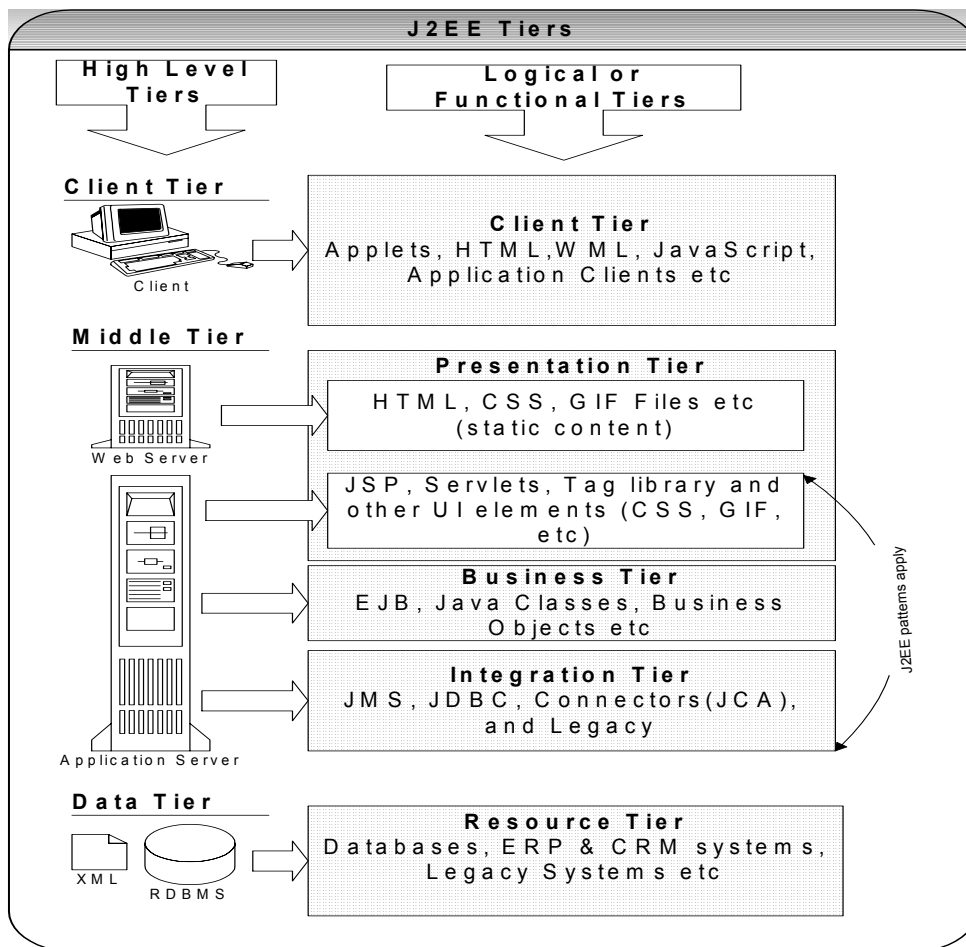 J2EE Tiers
High Level
Tiers
Logical or
Functional Tiers
Client Tier
Client
Client Tier
Applets, HTML,WML, JavaScript,
Application Clients etc
Middle Tier
Web Server
Presentation Tier
HTML, CSS, GIF Files etc
(static content)
JSP, Servlets, Tag library and
other UI elements (CSS, GIF,
etc)
Application Server
Business Tier
EJB, Java Classes, Business
Objects etc
Integration Tier
JMS, JDBC, Connectors(JCA),
and Legacy
J2EE patterns apply
Data Tier
XML
RDBMS
Resource Tier
Databases, ERP & CRM systems,
Legacy Systems etc